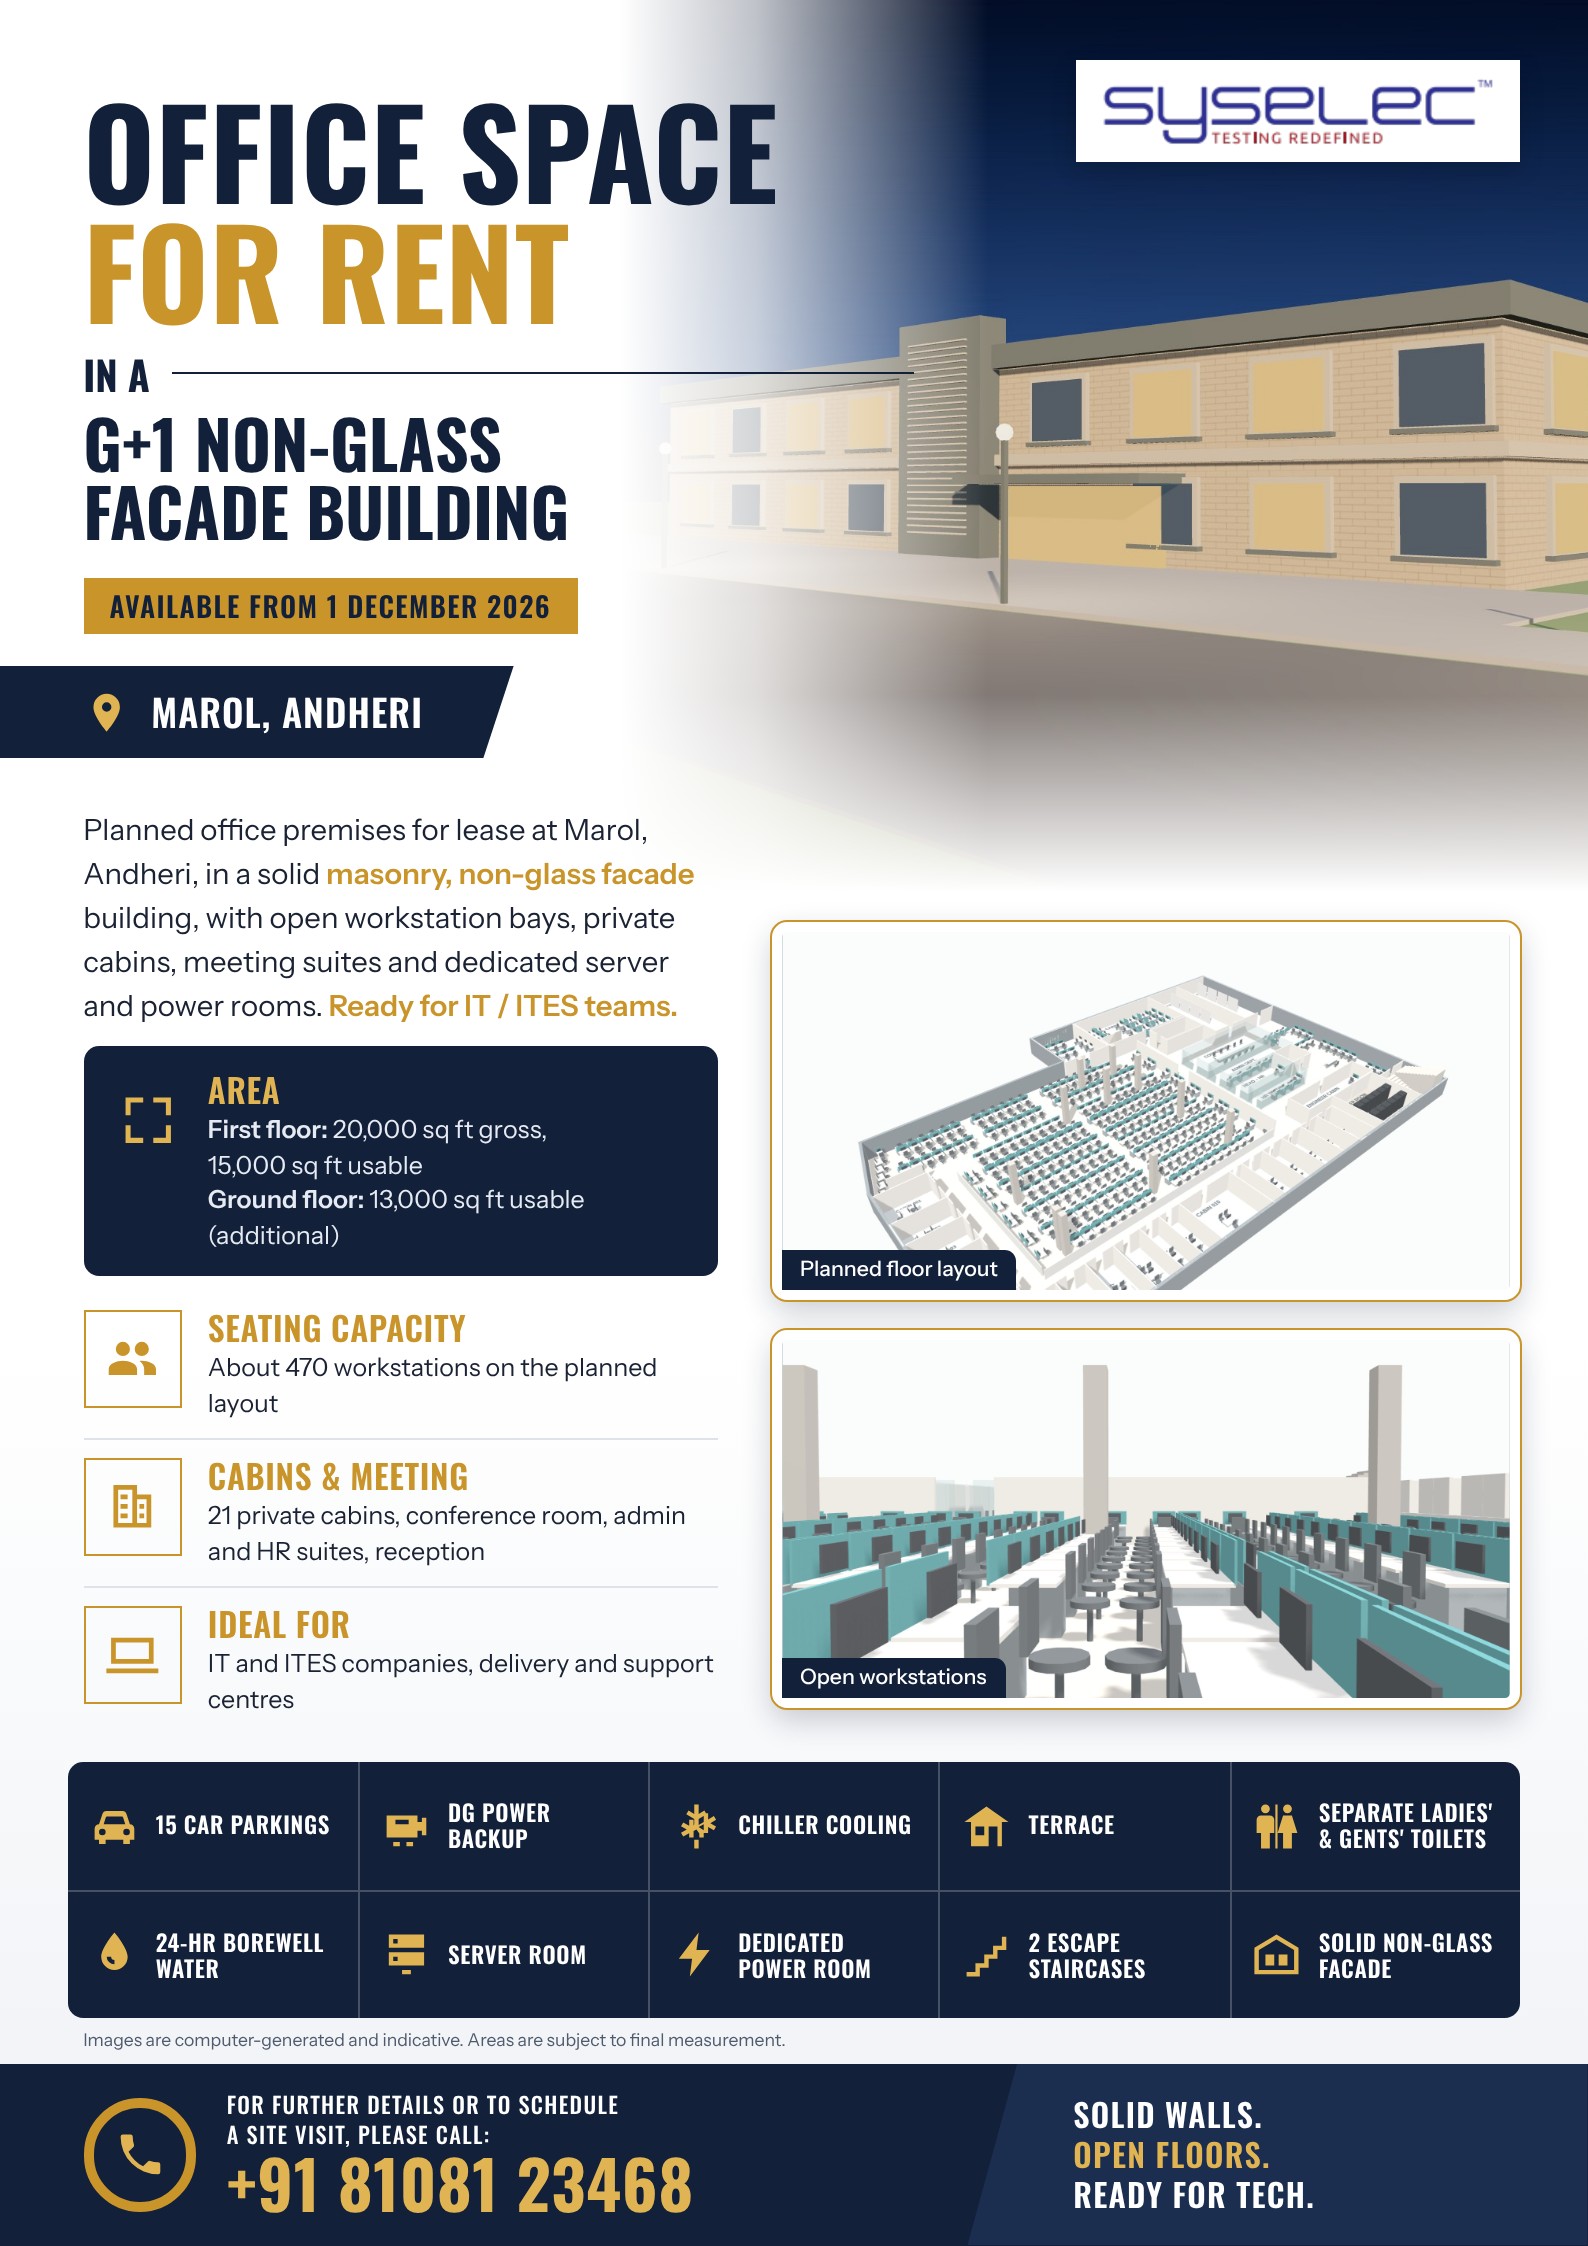 syselec™
TESTING REDEFINED
OFFICE SPACE
FOR RENT
IN A
G+1 NON-GLASS
FACADE BUILDING
AVAILABLE FROM 1 DECEMBER 2026
MAROL, ANDHERI
Planned office premises for lease at Marol,
Andheri, in a solid masonry, non-glass facade
building, with open workstation bays, private
cabins, meeting suites and dedicated server
and power rooms. Ready for IT / ITES teams.
AREA
First floor: 20,000 sq ft gross,
15,000 sq ft usable
Ground floor: 13,000 sq ft usable
(additional)
SEATING CAPACITY
About 470 workstations on the planned
layout
CABINS & MEETING
21 private cabins, conference room, admin
and HR suites, reception
IDEAL FOR
IT and ITES companies, delivery and support
centres
Planned floor layout
Open workstations
15 CAR PARKINGS
DG POWER
BACKUP
CHILLER COOLING
TERRACE
SEPARATE LADIES'
& GENTS' TOILETS
24-HR BOREWELL
WATER
SERVER ROOM
DEDICATED
POWER ROOM
2 ESCAPE
STAIRCASES
SOLID NON-GLASS
FACADE
Images are computer-generated and indicative. Areas are subject to final measurement.
FOR FURTHER DETAILS OR TO SCHEDULE
A SITE VISIT, PLEASE CALL:
+91 81081 23468
SOLID WALLS.
OPEN FLOORS.
READY FOR TECH.